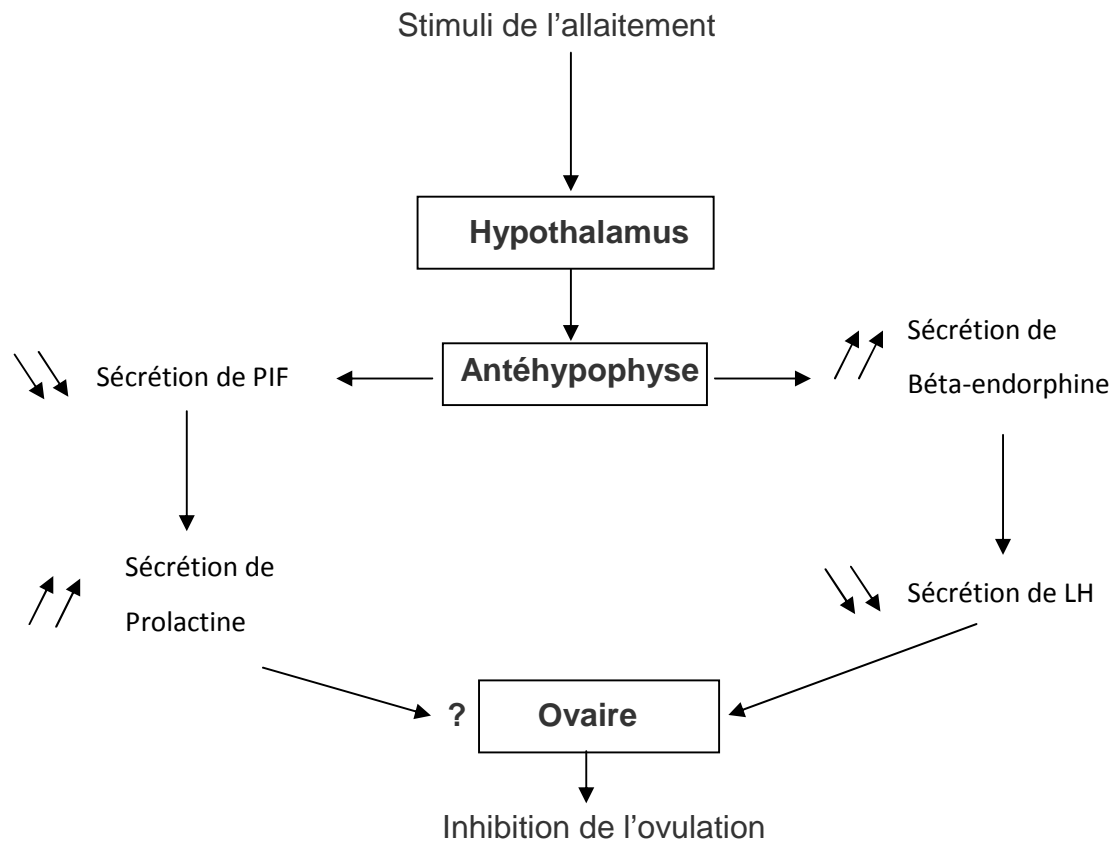 Stimuli de l’allaitement
Hypothalamus
Antéhypophyse
Sécrétion de PIF
Sécrétion de
Béta-endorphine
Sécrétion de
Prolactine
Sécrétion de LH
? Ovaire
Inhibition de l’ovulation